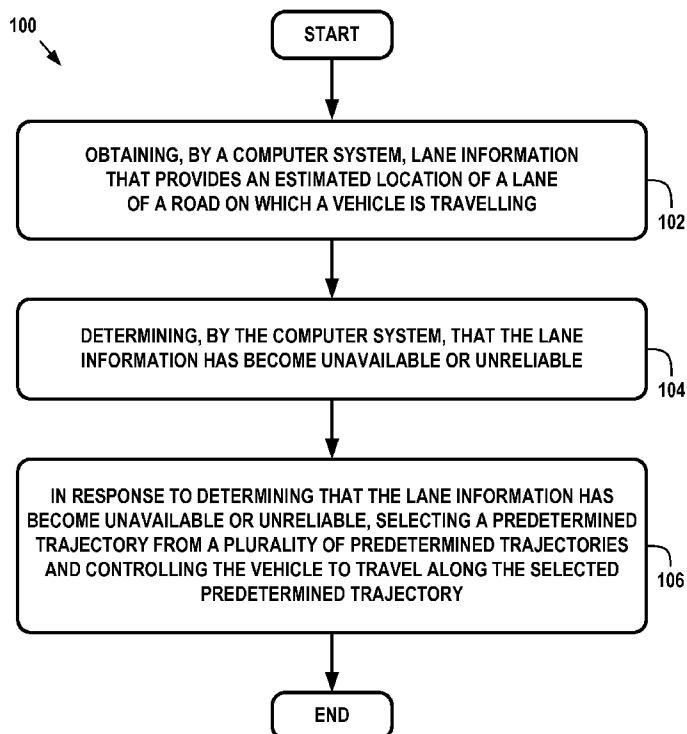 100
START
OBTAINING, BY A COMPUTER SYSTEM, LANE INFORMATION
THAT PROVIDES AN ESTIMATED LOCATION OF A LANE
OF A ROAD ON WHICH A VEHICLE IS TRAVELLING
102
DETERMINING, BY THE COMPUTER SYSTEM, THAT THE LANE
INFORMATION HAS BECOME UNAVAILABLE OR UNRELIABLE
104
IN RESPONSE TO DETERMINING THAT THE LANE INFORMATION HAS
BECOME UNAVAILABLE OR UNRELIABLE, SELECTING A PREDETERMINED
TRAJECTORY FROM A PLURALITY OF PREDETERMINED TRAJECTORIES
AND CONTROLLING THE VEHICLE TO TRAVEL ALONG THE SELECTED
PREDETERMINED TRAJECTORY
106
END